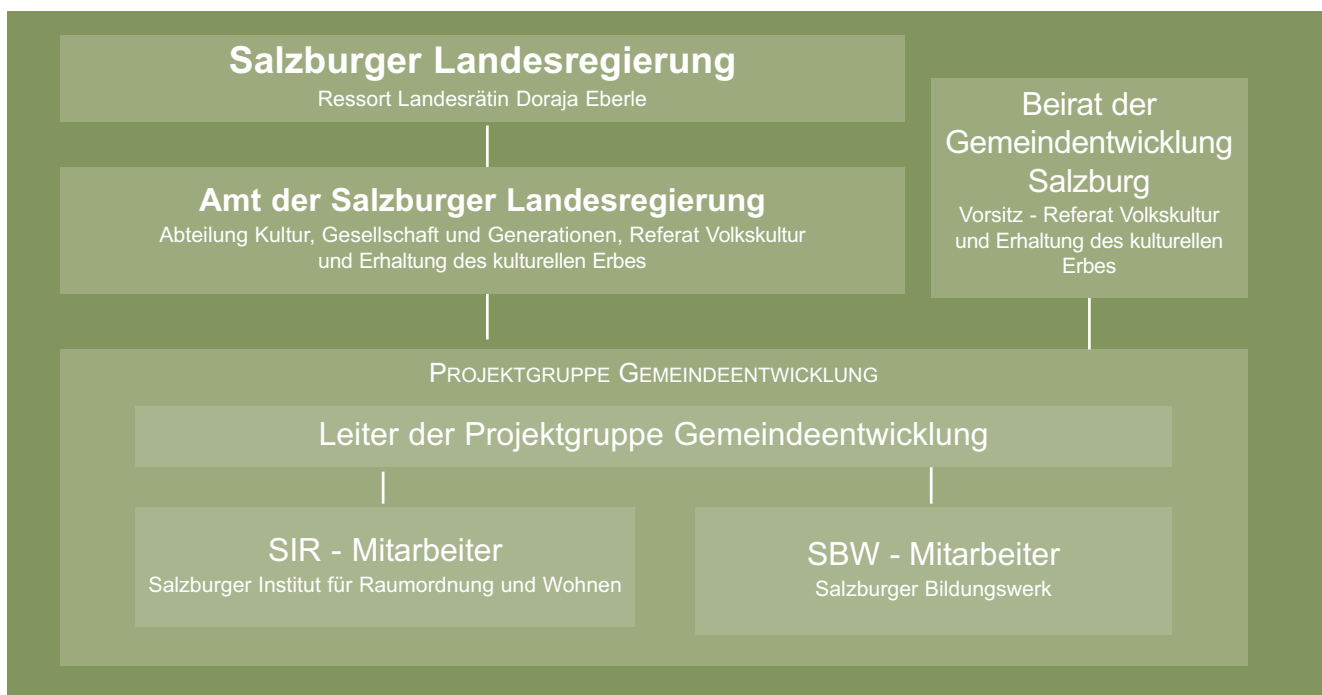 Salzburger Landesregierung
Ressort Landesrätin Doraja Eberle
Amt der Salzburger Landesregierung
Abteilung Kultur, Gesellschaft und Generationen, Referat Volkskultur
und Erhaltung des kulturellen Erbes
Beirat der
Gemeindentwicklung
Salzburg
Vorsitz - Referat Volkskultur
und Erhaltung des kulturellen
Erbes
PROJEKTGRUPPE GEMEINDEENTWICKLUNG
Leiter der Projektgruppe Gemeindeentwicklung
SIR - Mitarbeiter
Salzburger Institut für Raumordnung und Wohnen
SBW - Mitarbeiter
Salzburger Bildungswerk